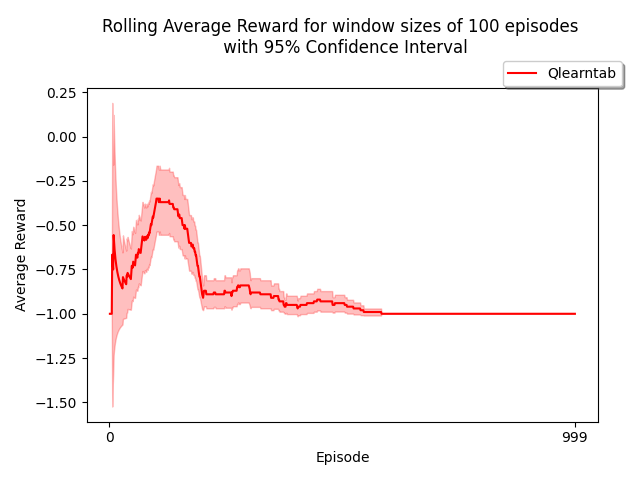 Rolling Average Reward for window sizes of 100 episodes
with 95% Confidence Interval
Qlearntab
0.25
0.00
−0.25
−0.50
−0.75
−1.00
−1.25
−1.50
Average Reward
0
999
Episode